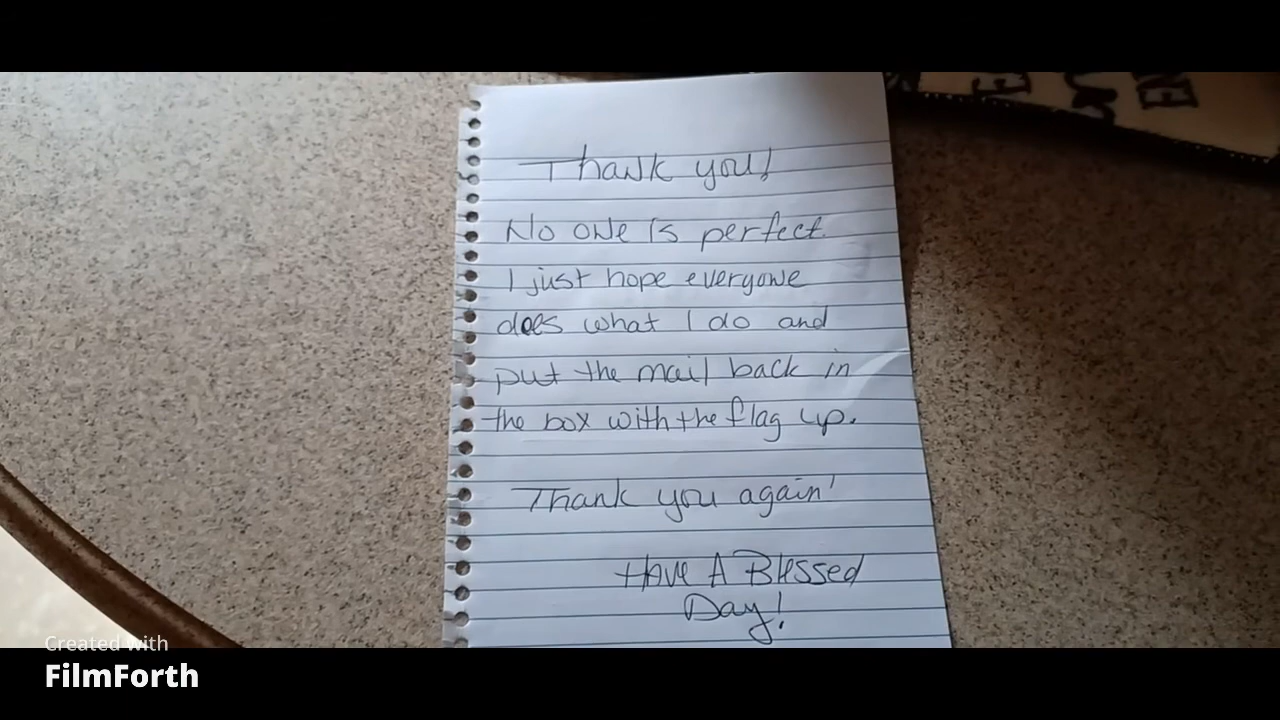 Thank you!
No one is perfect.
I just hope everyone
does what I do and
put the mail back in
the box with the flag up.
Thank you again!
Have A Blessed
Day!
Created with
FilmForth